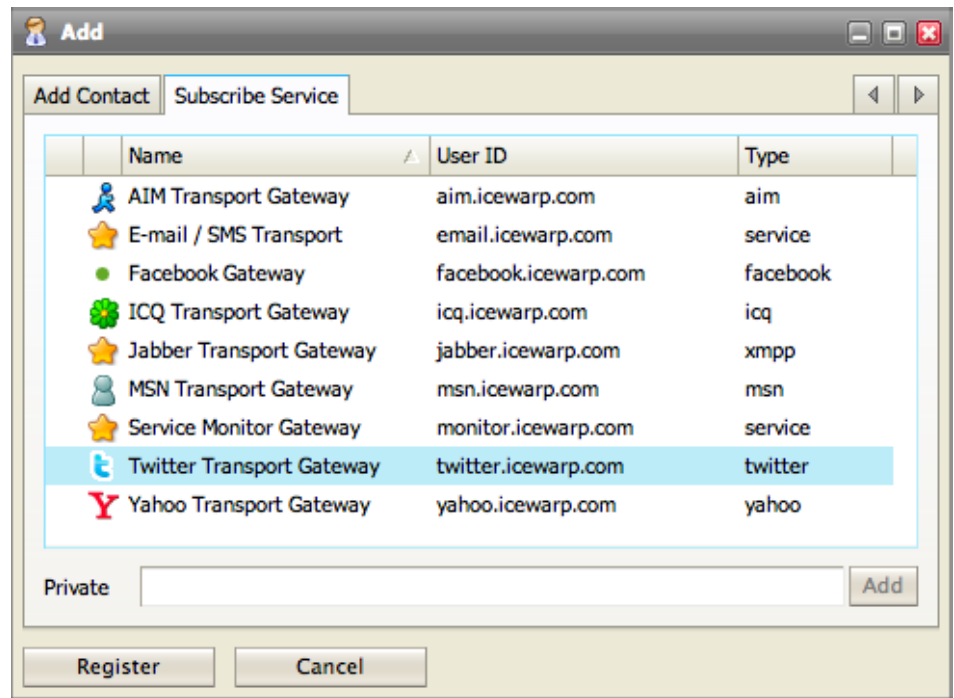 Add
Add Contact Subscribe Service
Name User ID Type
AIM Transport Gateway aim.icewarp.com aim
E-mail / SMS Transport email.icewarp.com service
Facebook Gateway facebook.icewarp.com facebook
ICQ Transport Gateway icq.icewarp.com icq
Jabber Transport Gateway jabber.icewarp.com xmpp
MSN Transport Gateway msn.icewarp.com msn
Service Monitor Gateway monitor.icewarp.com service
Twitter Transport Gateway twitter.icewarp.com twitter
Yahoo Transport Gateway yahoo.icewarp.com yahoo
Private Add
Register Cancel